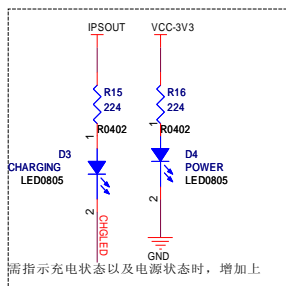 IPSOUT VCC-3V3
R15 R16
224 224
R0402 R0402
1 1
D3 D4
CHARGING POWER
LED0805 LED0805
2 2
CHGLED
GND
需指示充电状态以及电源状态时，增加上